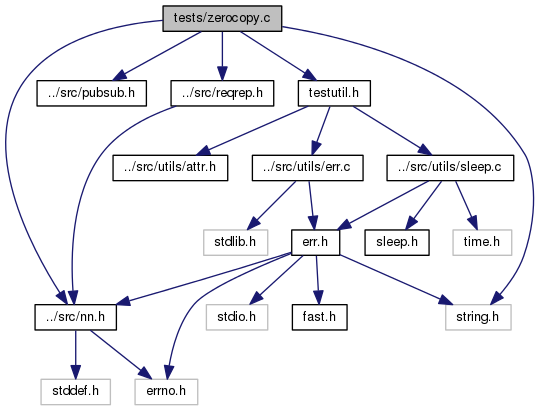 tests/zerocopy.c
../src/pubsub.h
../src/reqrep.h
testutil.h
../src/utils/attr.h
../src/utils/err.c
../src/utils/sleep.c
stdlib.h
err.h
sleep.h
time.h
../src/nn.h
stdio.h
fast.h
string.h
stddef.h
errno.h